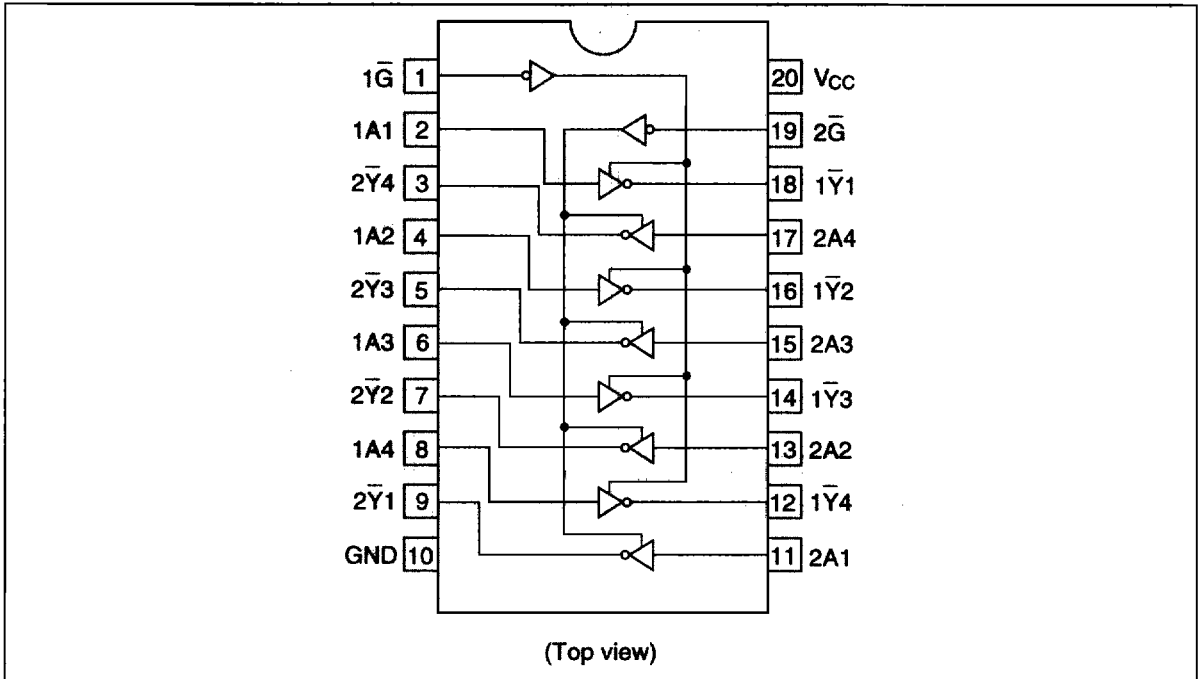 1G̅ 1 20 VCC
1A1 2 19 2G̅
2Y̅4 3 18 1Y̅1
1A2 4 17 2A4
2Y̅3 5 16 1Y̅2
1A3 6 15 2A3
2Y̅2 7 14 1Y̅3
1A4 8 13 2A2
2Y̅1 9 12 1Y̅4
GND 10 11 2A1
(Top view)